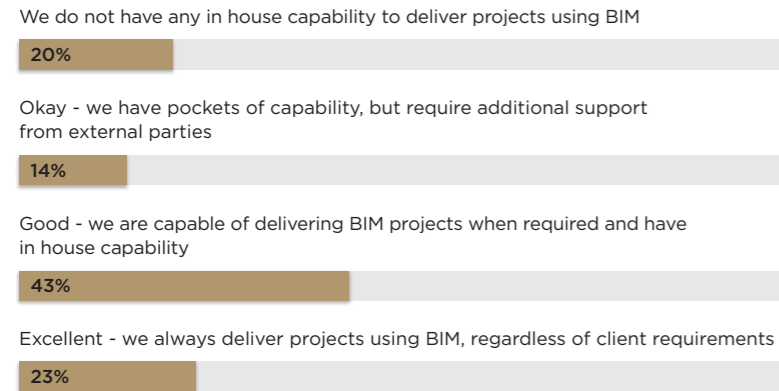 We do not have any in house capability to deliver projects using BIM
20%
Okay - we have pockets of capability, but require additional support
from external parties
14%
Good - we are capable of delivering BIM projects when required and have
in house capability
43%
Excellent - we always deliver projects using BIM, regardless of client requirements
23%